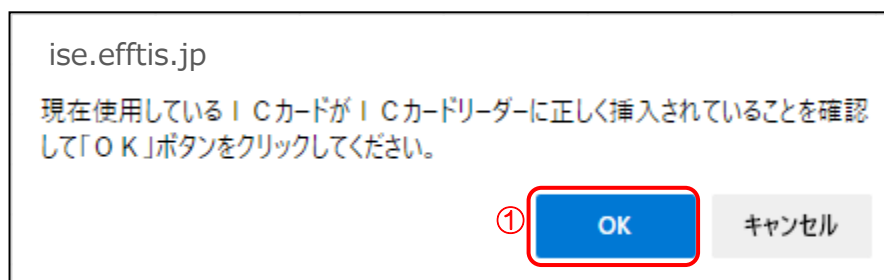 ise.efftis.jp
現在使用しているＩＣカードがＩＣカードリーダーに正しく挿入されていることを確認
して「ＯＫ」ボタンをクリックしてください。
① OK キャンセル